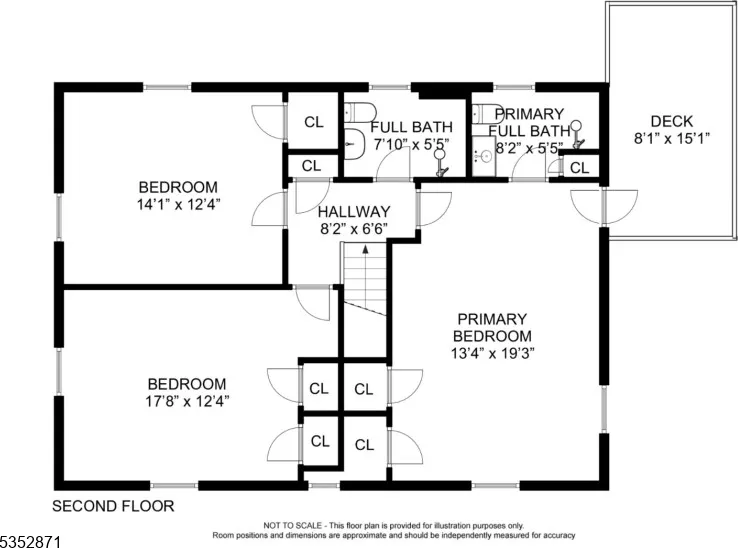 DECK
8'1" x 15'1"
CL
FULL BATH
7'10" x 5'5"
PRIMARY
FULL BATH
8'2" x 5'5"
CL
CL
BEDROOM
14'1" x 12'4"
HALLWAY
8'2" x 6'6"
PRIMARY
BEDROOM
13'4" x 19'3"
BEDROOM
17'8" x 12'4"
CL
CL
CL
CL
SECOND FLOOR
NOT TO SCALE - This floor plan is provided for illustration purposes only.
Room positions and dimensions are approximate and should be independently measured for accuracy
5352871